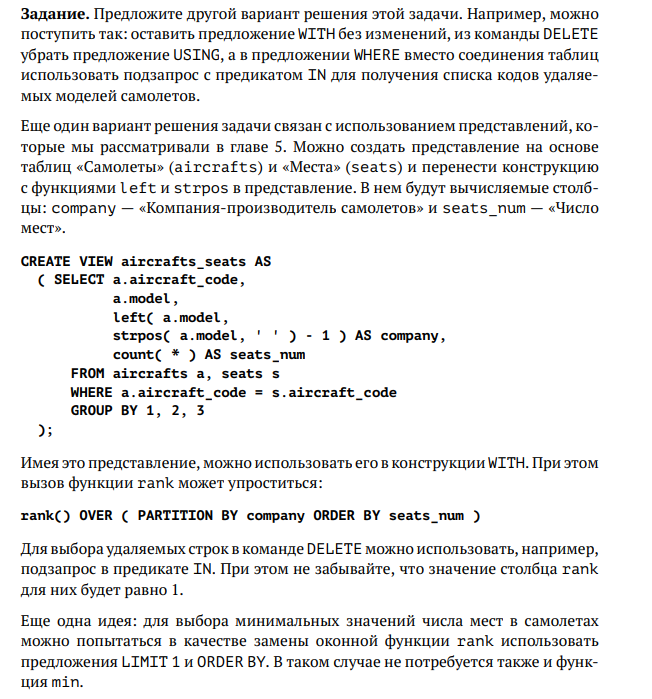 Задание. Предложите другой вариант решения этой задачи. Например, можно
поступить так: оставить предложение WITH без изменений, из команды DELETE
убрать предложение USING, а в предложении WHERE вместо соединения таблиц
использовать подзапрос с предикатом IN для получения списка кодов удаляе-
мых моделей самолетов.
Еще один вариант решения задачи связан с использованием представлений, ко-
торые мы рассматривали в главе 5. Можно создать представление на основе
таблиц «Самолеты» (aircrafts) и «Места» (seats) и перенести конструкцию
с функциями left и strpos в представление. В нем будут вычисляемые столб-
цы: company — «Компания-производитель самолетов» и seats_num — «Число
мест».
CREATE VIEW aircrafts_seats AS
( SELECT a.aircraft_code,
a.model,
left( a.model,
strpos( a.model, ' ' ) - 1 ) AS company,
count( * ) AS seats_num
FROM aircrafts a, seats s
WHERE a.aircraft_code = s.aircraft_code
GROUP BY 1, 2, 3
);
Имея это представление, можно использовать его в конструкции WITH. При этом
вызов функции rank может упроститься:
rank() OVER ( PARTITION BY company ORDER BY seats_num )
Для выбора удаляемых строк в команде DELETE можно использовать, например,
подзапрос в предикате IN. При этом не забывайте, что значение столбца rank
для них будет равно 1.
Еще одна идея: для выбора минимальных значений числа мест в самолетах
можно попытаться в качестве замены оконной функции rank использовать
предложения LIMIT 1 и ORDER BY. В таком случае не потребуется также и функ-
ция min.